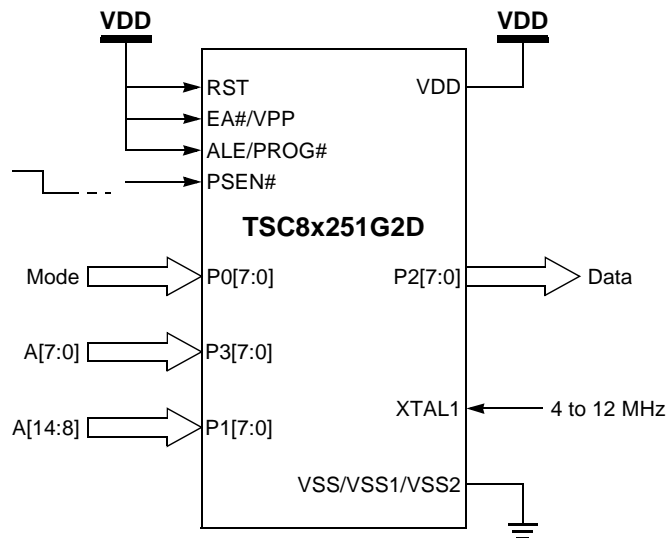 VDD
VDD
RST
VDD
EA#/VPP
ALE/PROG#
PSEN#
TSC8x251G2D
Mode
P0[7:0]
P2[7:0]
Data
A[7:0]
P3[7:0]
XTAL1
4 to 12 MHz
A[14:8]
P1[7:0]
VSS/VSS1/VSS2